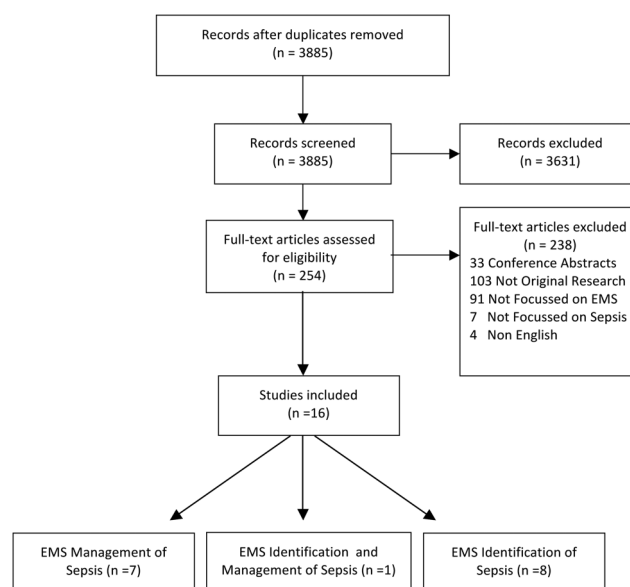 Records after duplicates removed
(n = 3885)
Records screened
(n = 3885)
Records excluded
(n = 3631)
Full-text articles assessed
for eligibility
(n = 254)
Full-text articles excluded
(n = 238)
33 Conference Abstracts
103 Not Original Research
91 Not Focussed on EMS
7 Not Focussed on Sepsis
4 Non English
Studies included
(n =16)
EMS Management of
Sepsis (n =7)
EMS Identification and
Management of Sepsis (n =1)
EMS Identification of
Sepsis (n =8)